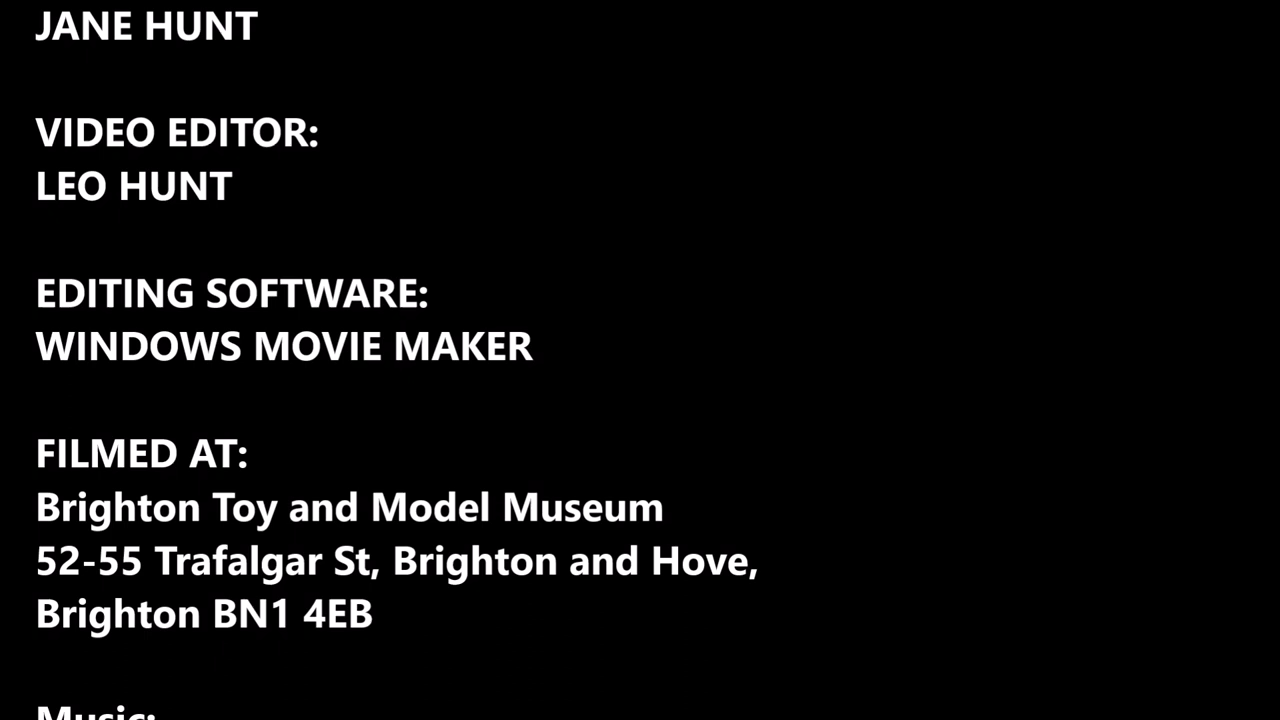 JANE HUNT
VIDEO EDITOR:
LEO HUNT
EDITING SOFTWARE:
WINDOWS MOVIE MAKER
FILMED AT:
Brighton Toy and Model Museum
52-55 Trafalgar St, Brighton and Hove,
Brighton BN1 4EB
Music: